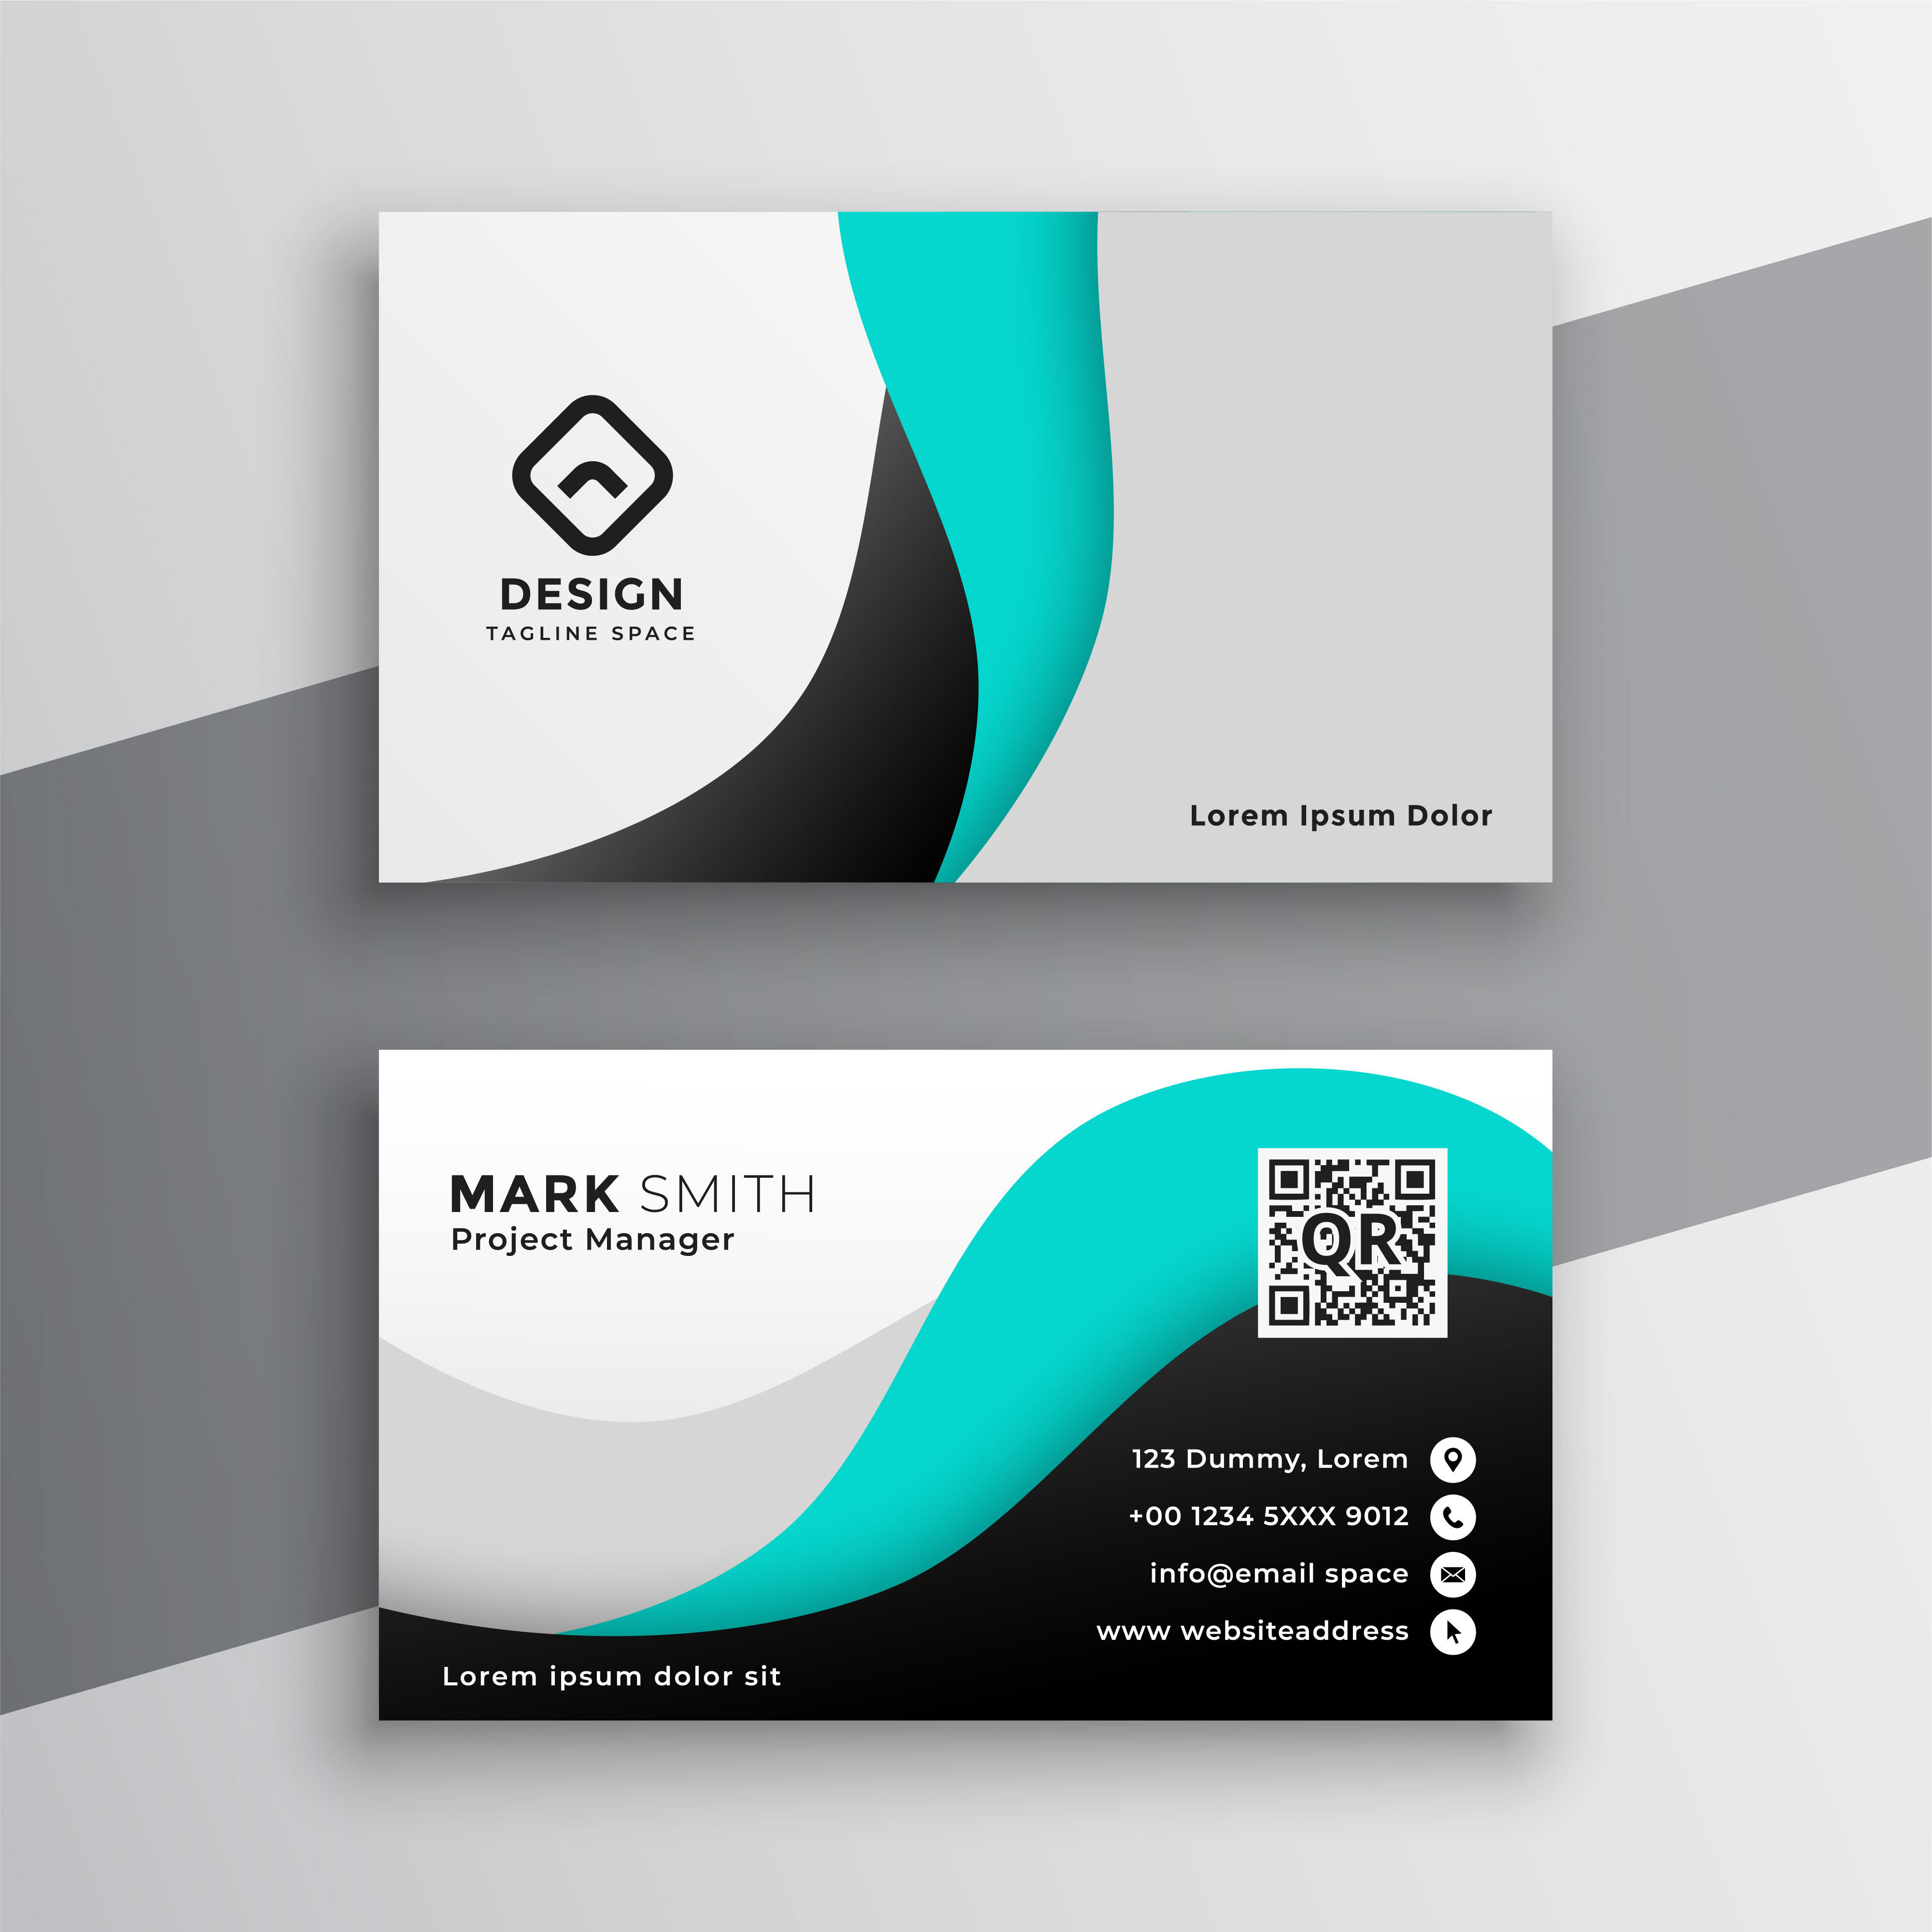 DESIGN
TAGLINE SPACE
Lorem Ipsum Dolor
MARK SMITH
Project Manager
QR
123 Dummy, Lorem
+00 1234 5XXX 9012
info@email space
www websiteaddress
Lorem ipsum dolor sit